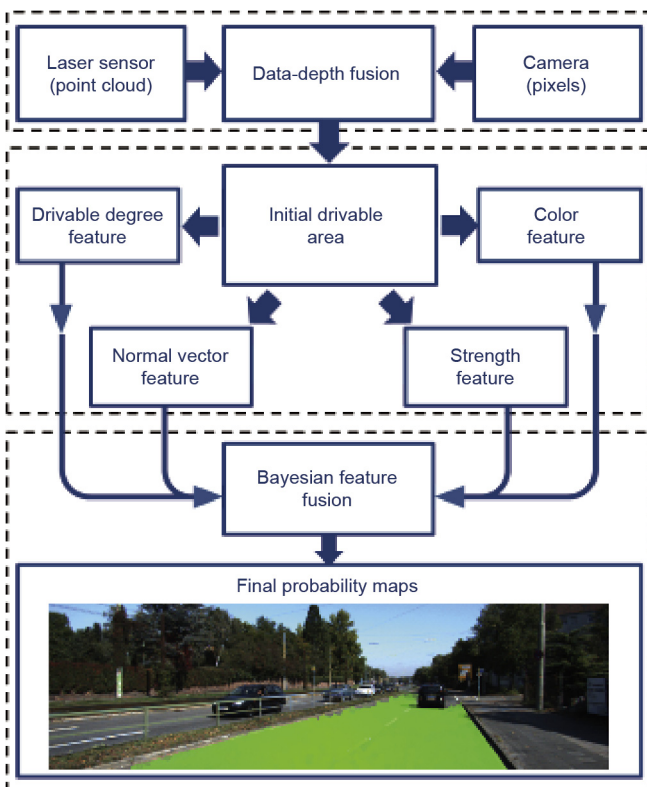 Laser sensor
(point cloud)
Data-depth fusion
Camera
(pixels)
Drivable degree
feature
Initial drivable
area
Color
feature
Normal vector
feature
Strength
feature
Bayesian feature
fusion
Final probability maps